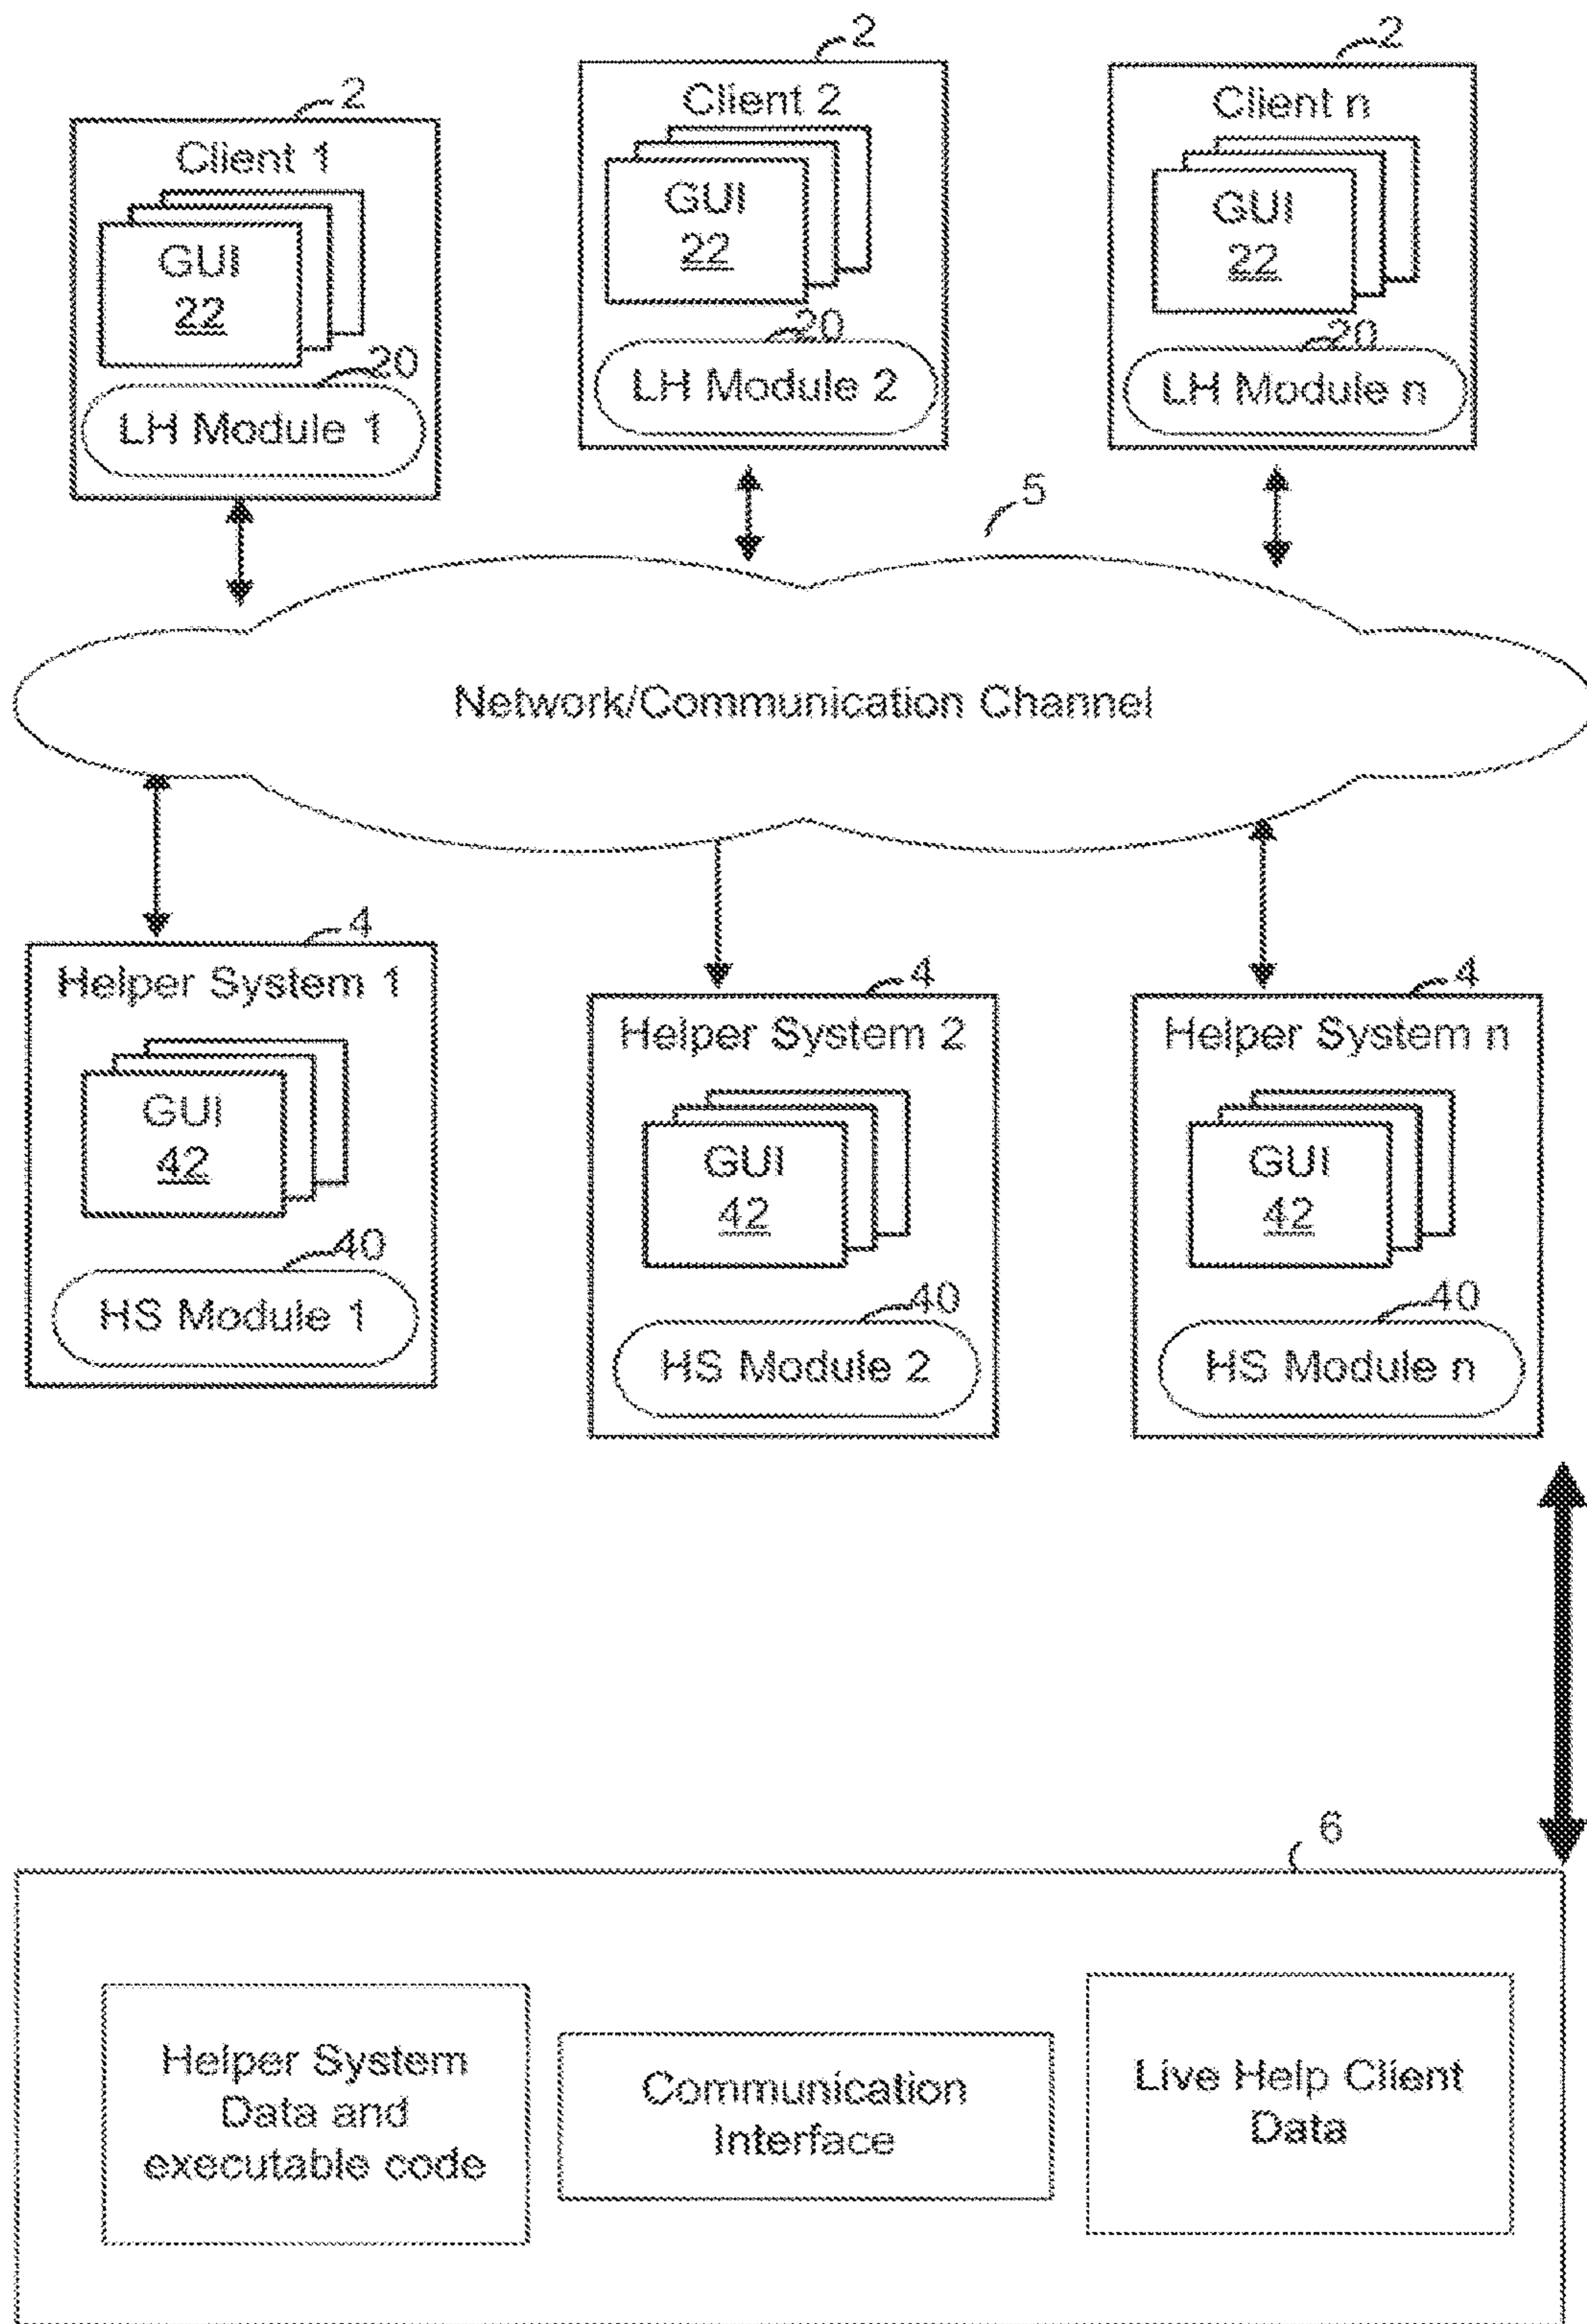 2
Client 1
GUI
22
20
LH Module 1
2
Client 2
GUI
22
20
LH Module 2
2
Client n
GUI
22
20
LH Module n
5
Network/Communication Channel
4
Helper System 1
GUI
42
40
HS Module 1
4
Helper System 2
GUI
42
40
HS Module 2
4
Helper System n
GUI
42
40
HS Module n
6
Helper System
Data and
executable code
Communication
Interface
Live Help Client
Data